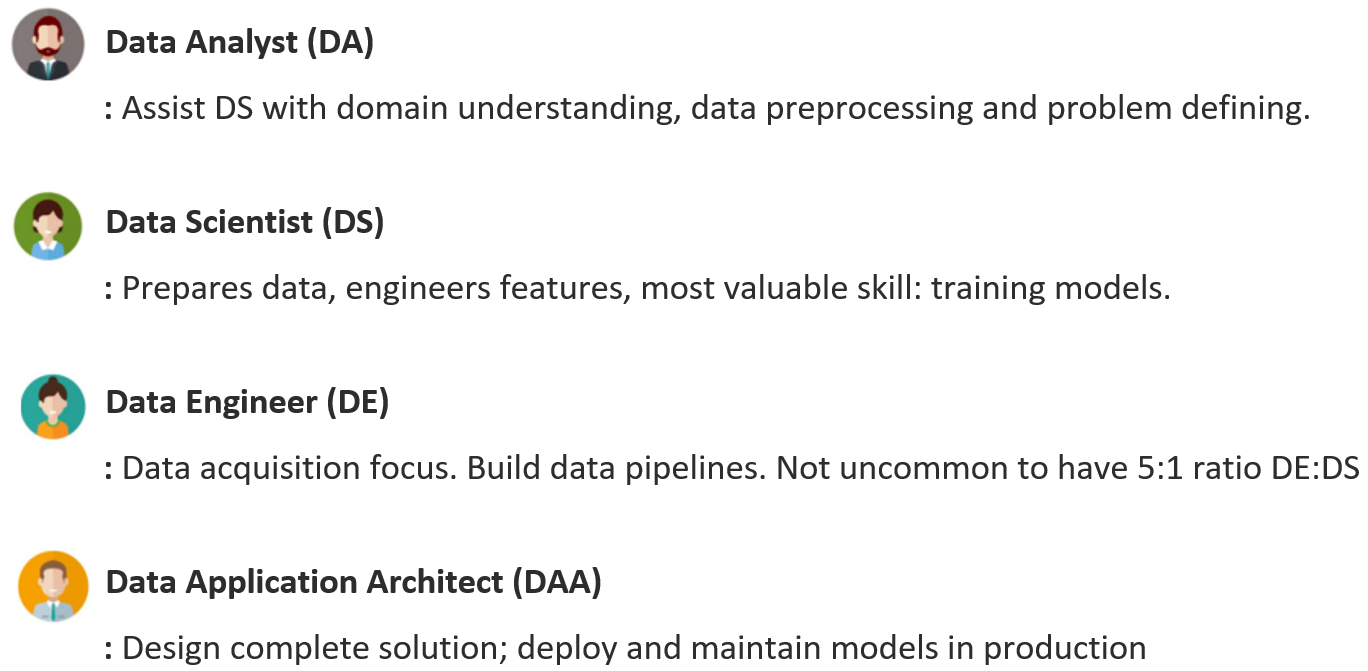 Data Analyst (DA)
: Assist DS with domain understanding, data preprocessing and problem defining.
Data Scientist (DS)
: Prepares data, engineers features, most valuable skill: training models.
Data Engineer (DE)
: Data acquisition focus. Build data pipelines. Not uncommon to have 5:1 ratio DE:DS
Data Application Architect (DAA)
: Design complete solution; deploy and maintain models in production